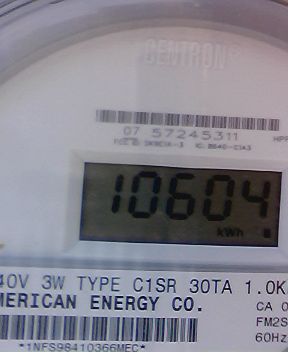 CENTRON®
07 57245311
10604
kWh
40V 3W TYPE C1SR 30TA 1.0K
MERICAN ENERGY CO.
CA 0
FM2S
60Hz
*1NFS98410366MEC*